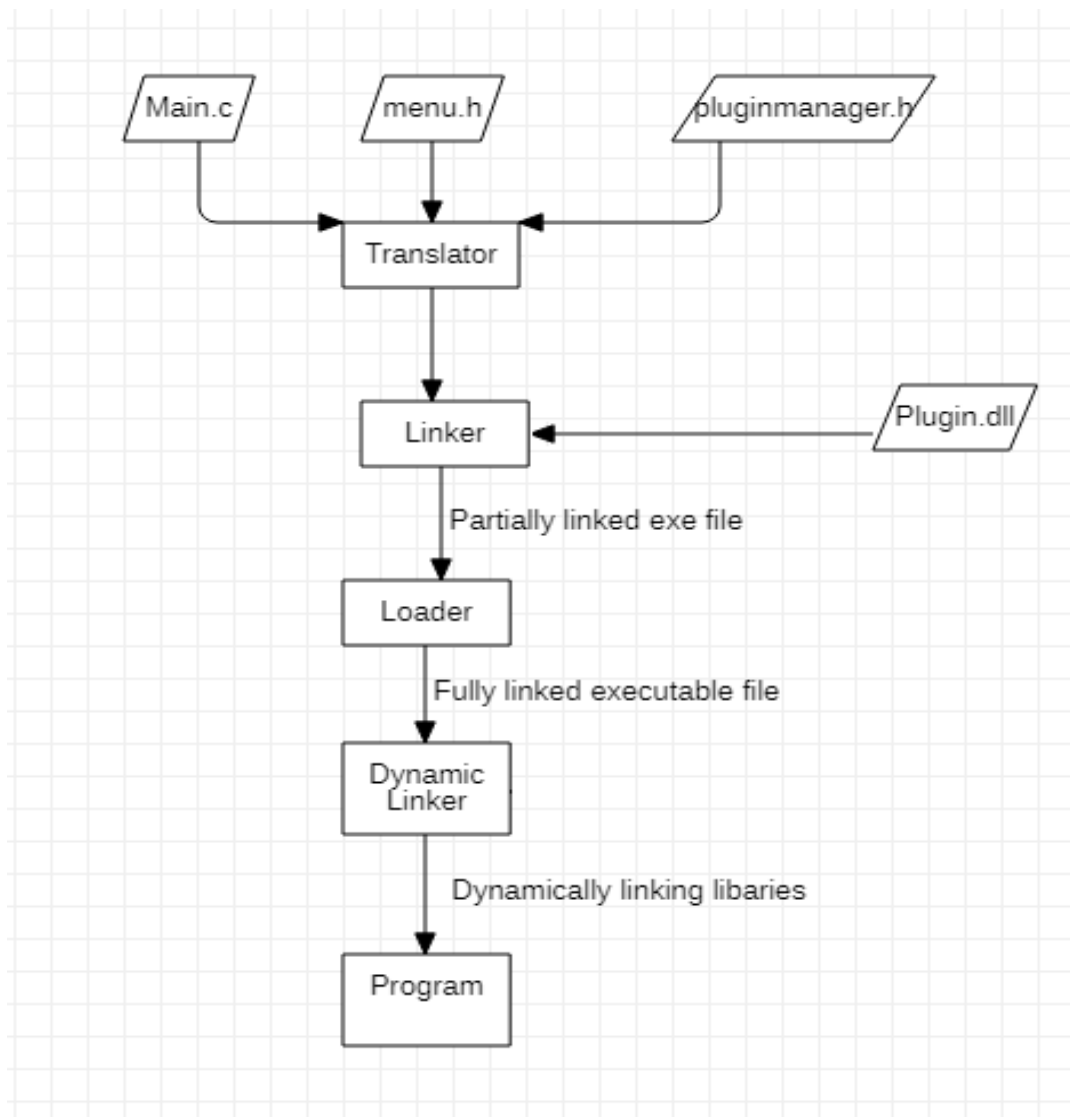 Main.c
menu.h
pluginmanager.h
Translator
Linker
Plugin.dll
Partially linked exe file
Loader
Fully linked executable file
Dynamic
Linker
Dynamically linking libaries
Program